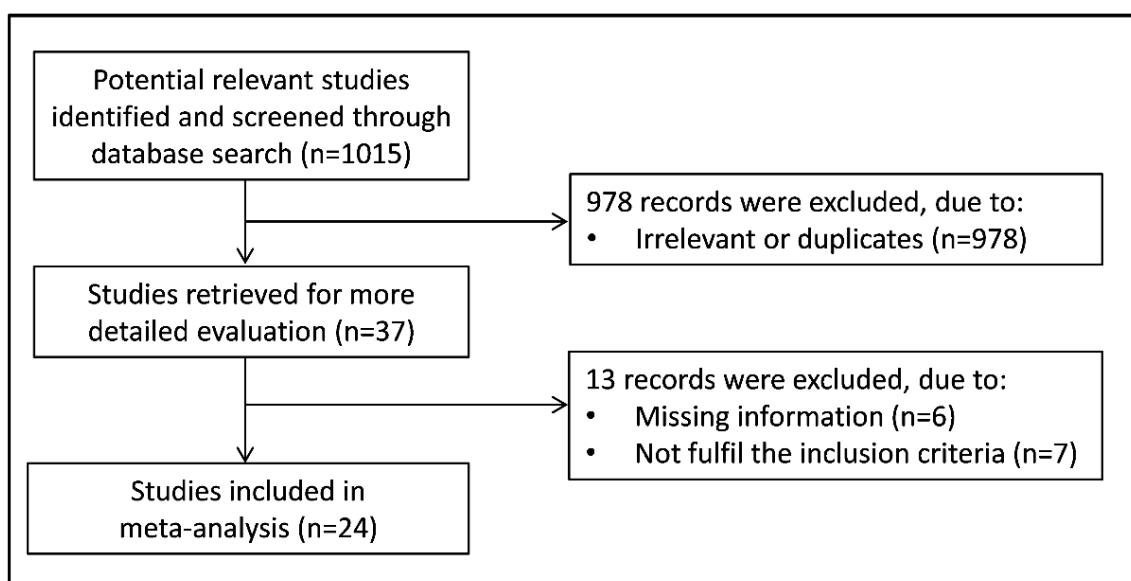 Potential relevant studies
identified and screened through
database search (n=1015)
978 records were excluded, due to:
• Irrelevant or duplicates (n=978)
Studies retrieved for more
detailed evaluation (n=37)
13 records were excluded, due to:
• Missing information (n=6)
• Not fulfil the inclusion criteria (n=7)
Studies included in
meta-analysis (n=24)